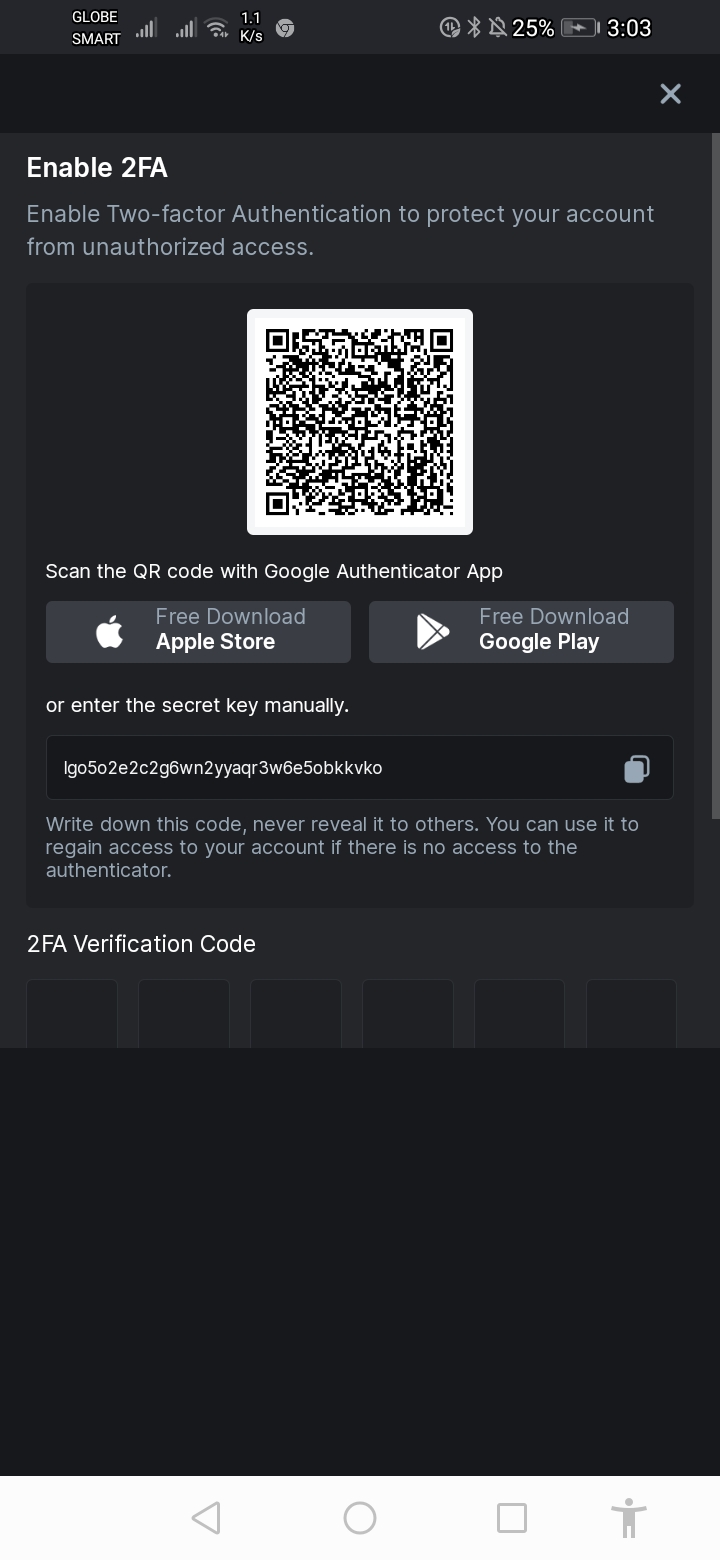 GLOBE
SMART
1.1
K/s
25%
3:03
Enable 2FA
Enable Two-factor Authentication to protect your account
from unauthorized access.
Scan the QR code with Google Authenticator App
Free Download
Apple Store
Free Download
Google Play
or enter the secret key manually.
lgo5o2e2c2g6wn2yyaqr3w6e5obkkvko
Write down this code, never reveal it to others. You can use it to
regain access to your account if there is no access to the
authenticator.
2FA Verification Code